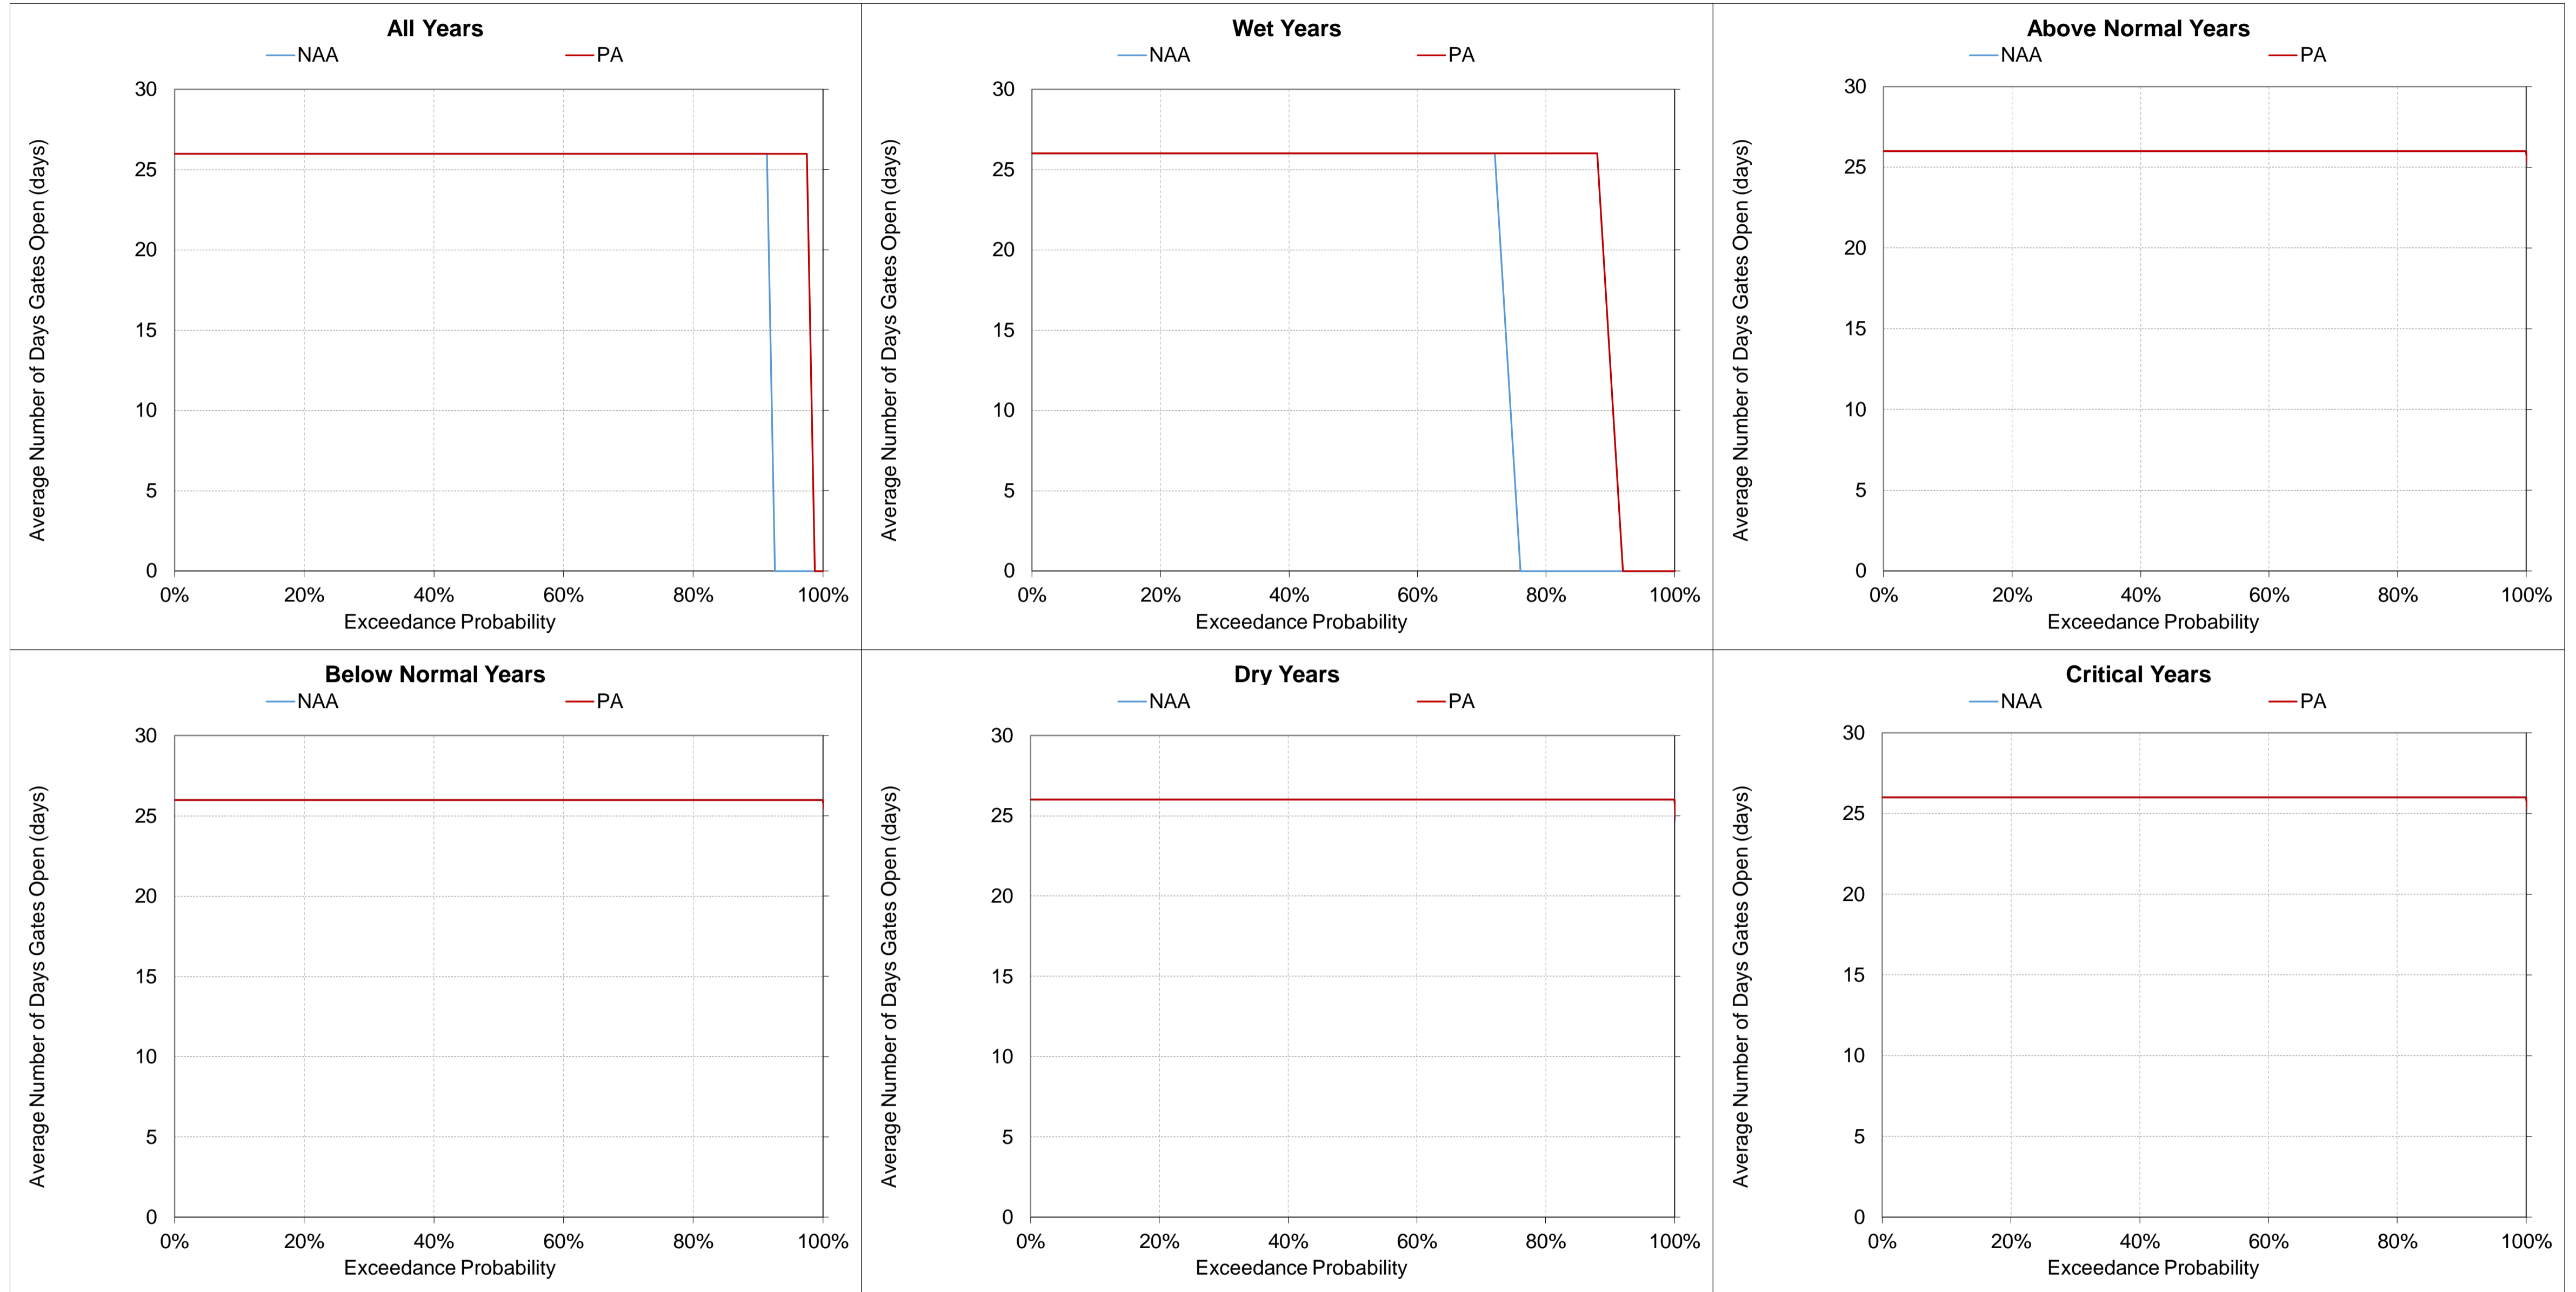 All Years
NAA PA
Average Number of Days Gates Open (days)
30
25
20
15
10
5
0
0% 20% 40% 60% 80% 100%
Exceedance Probability
Wet Years
NAA PA
Average Number of Days Gates Open (days)
30
25
20
15
10
5
0
0% 20% 40% 60% 80% 100%
Exceedance Probability
Above Normal Years
NAA PA
Average Number of Days Gates Open (days)
30
25
20
15
10
5
0
0% 20% 40% 60% 80% 100%
Exceedance Probability
Below Normal Years
NAA PA
Average Number of Days Gates Open (days)
30
25
20
15
10
5
0
0% 20% 40% 60% 80% 100%
Exceedance Probability
Dry Years
NAA PA
Average Number of Days Gates Open (days)
30
25
20
15
10
5
0
0% 20% 40% 60% 80% 100%
Exceedance Probability
Critical Years
NAA PA
Average Number of Days Gates Open (days)
30
25
20
15
10
5
0
0% 20% 40% 60% 80% 100%
Exceedance Probability